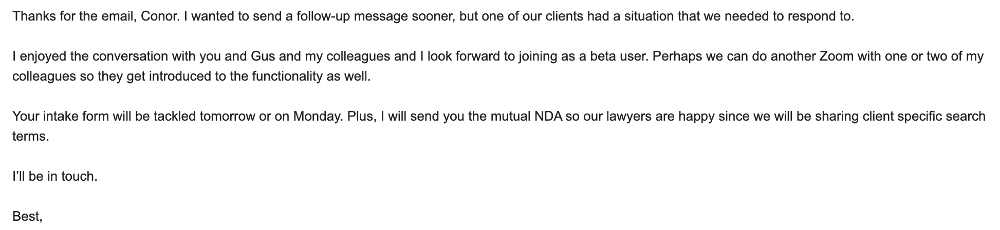 Thanks for the email, Conor. I wanted to send a follow-up message sooner, but one of our clients had a situation that we needed to respond to.
I enjoyed the conversation with you and Gus and my colleagues and I look forward to joining as a beta user. Perhaps we can do another Zoom with one or two of my
colleagues so they get introduced to the functionality as well.
Your intake form will be tackled tomorrow or on Monday. Plus, I will send you the mutual NDA so our lawyers are happy since we will be sharing client specific search
terms.
I’ll be in touch.
Best,